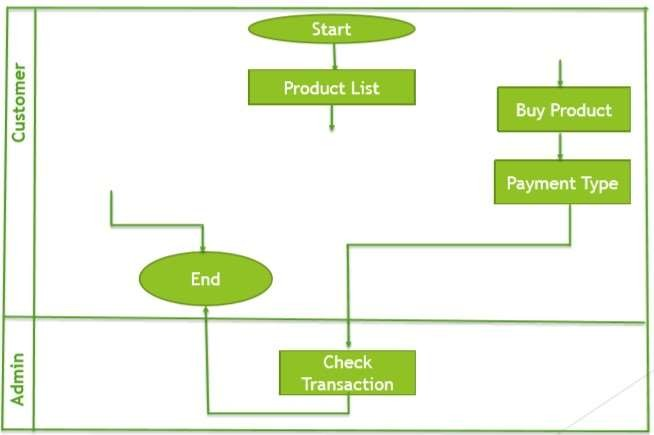 Customer
Start
Product List
Buy Product
Payment Type
End
Admin
Check
Transaction